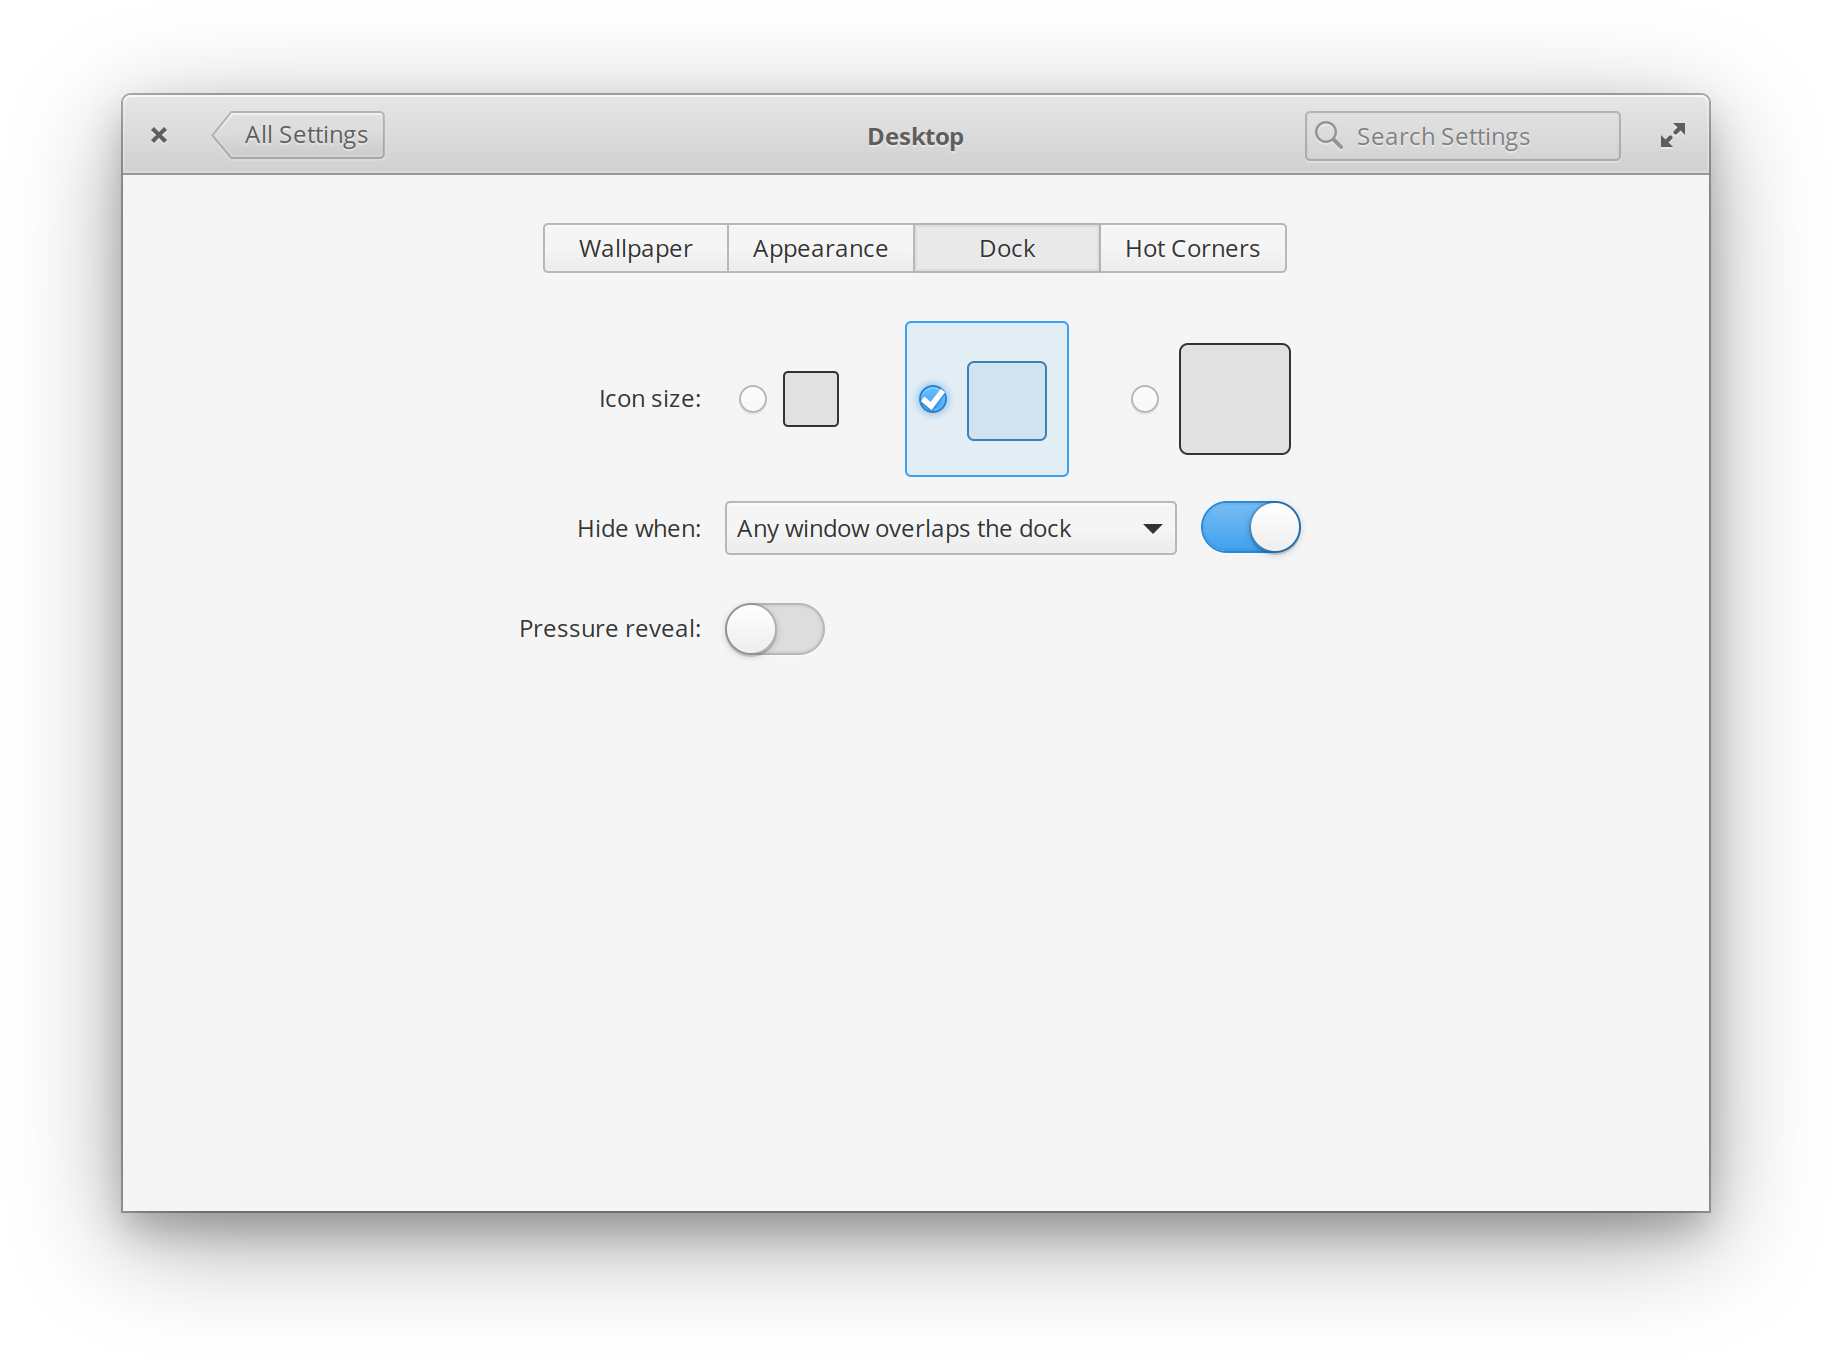 All Settings
Desktop
Search Settings
Wallpaper
Appearance
Dock
Hot Corners
Icon size:
Hide when:
Any window overlaps the dock
Pressure reveal: